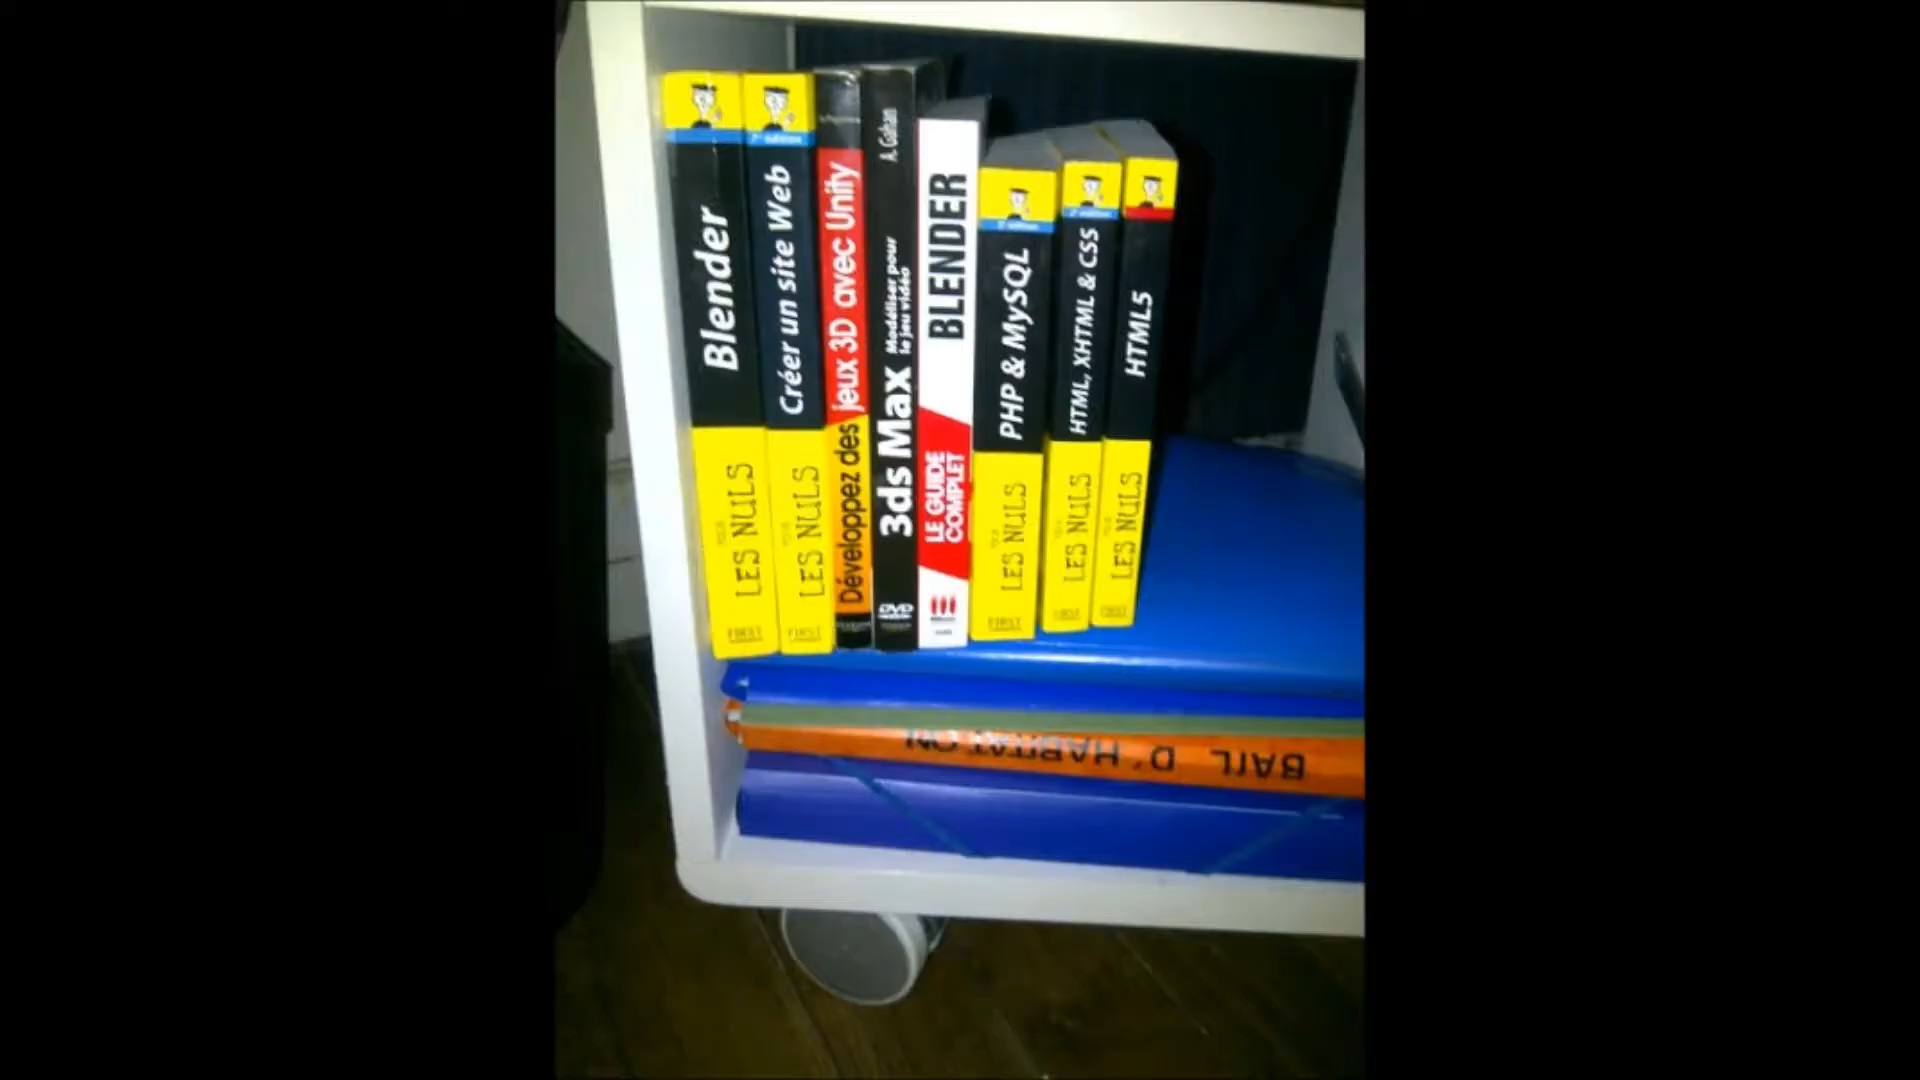 Blender
POUR
LES NULS
FIRST
7e édition
Créer un site Web
POUR
LES NULS
FIRST
Développez des jeux 3D avec Unity
A. Gahan
3ds Max
Modéliser pour
le jeu vidéo
DVD
BLENDER
LE GUIDE
COMPLET
PHP & MySQL
POUR
LES NULS
FIRST
HTML, XHTML & CSS
POUR
LES NULS
FIRST
HTML5
POUR
LES NULS
FIRST
BAIL D'HABITATION